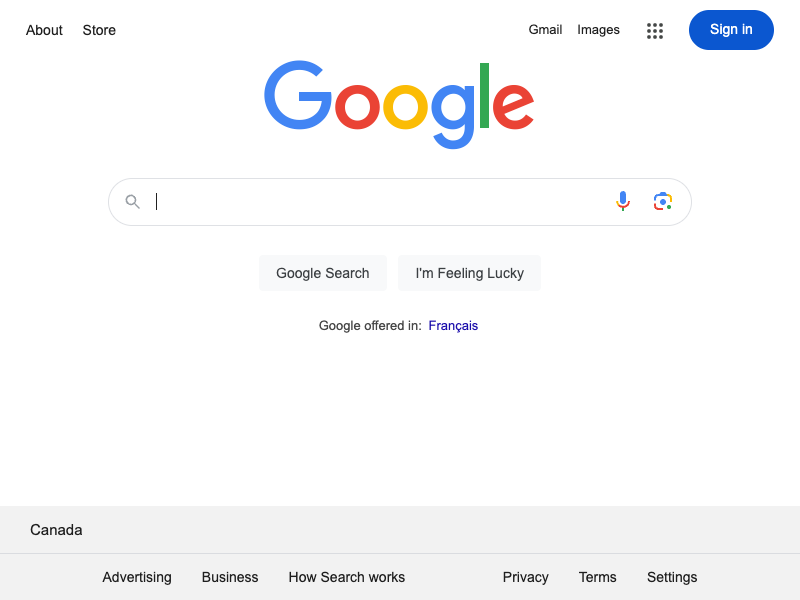 About Store Gmail Images Sign in
Google
Google Search I'm Feeling Lucky
Google offered in: Français
Canada
Advertising Business How Search works Privacy Terms Settings